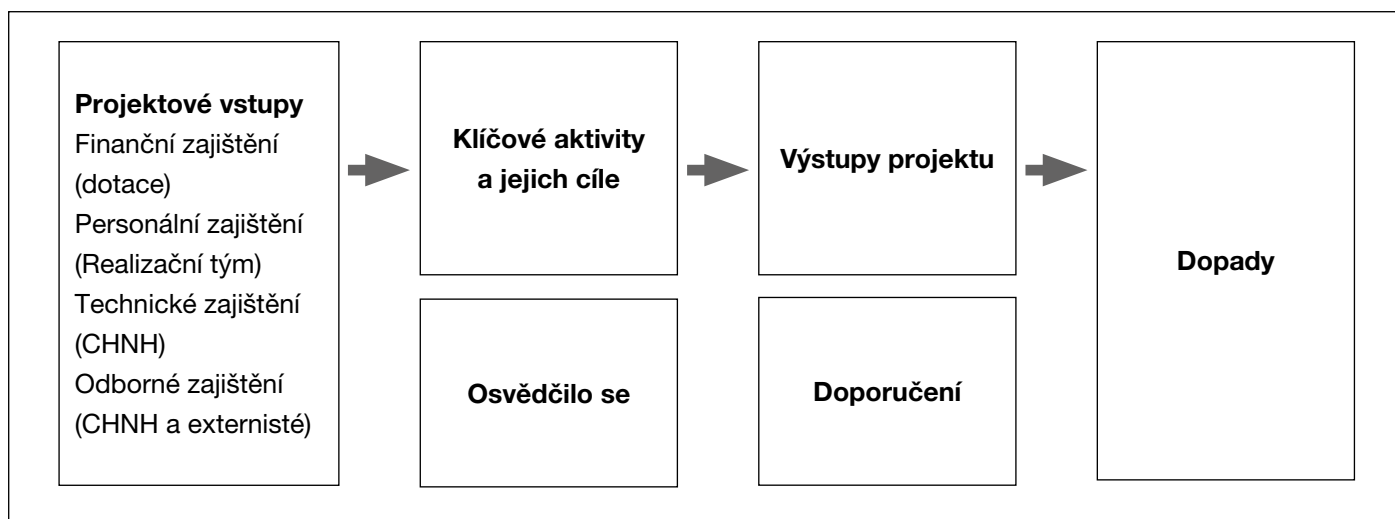 Projektové vstupy
Finanční zajištění
(dotace)
Personální zajištění
(Realizační tým)
Technické zajištění
(CHNH)
Odborné zajištění
(CHNH a externisté)
Klíčové aktivity
a jejich cíle
Osvědčilo se
Výstupy projektu
Doporučení
Dopady